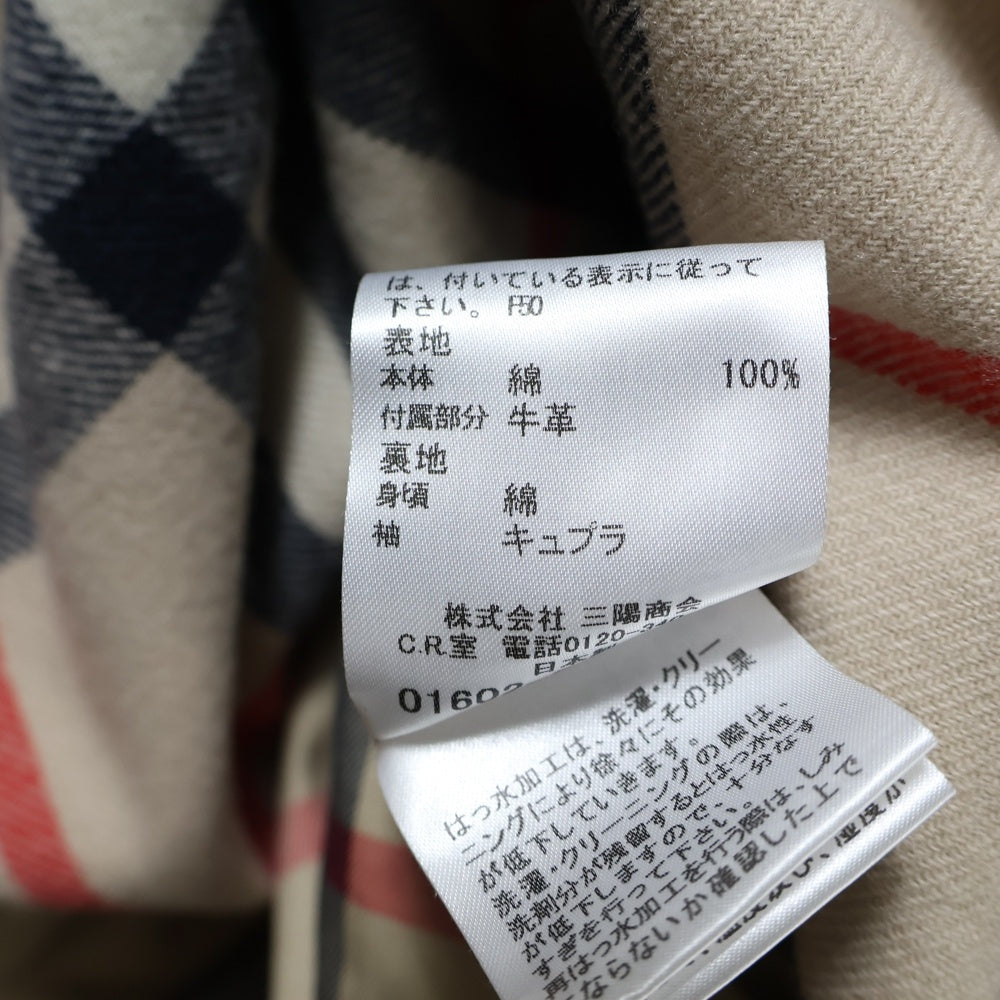 は、付いている表示に従って
下さい。 P50
表地
本体 綿 100%
付属部分 牛革
裏地
身頃 綿
袖 キュプラ
株式会社 三陽商会
C.R.室 電話0120-340
日本
01603
はっ水加工は、洗濯・クリー
ニングにより徐々にその効果
が低下していきます。
洗濯・クリーニングの際は、
洗剤分が残留するとはっ水性
が低下しますので、十分なす
すぎを行って下さい。
再はっ水加工を行う際は、しみ
にならないか確認した上で